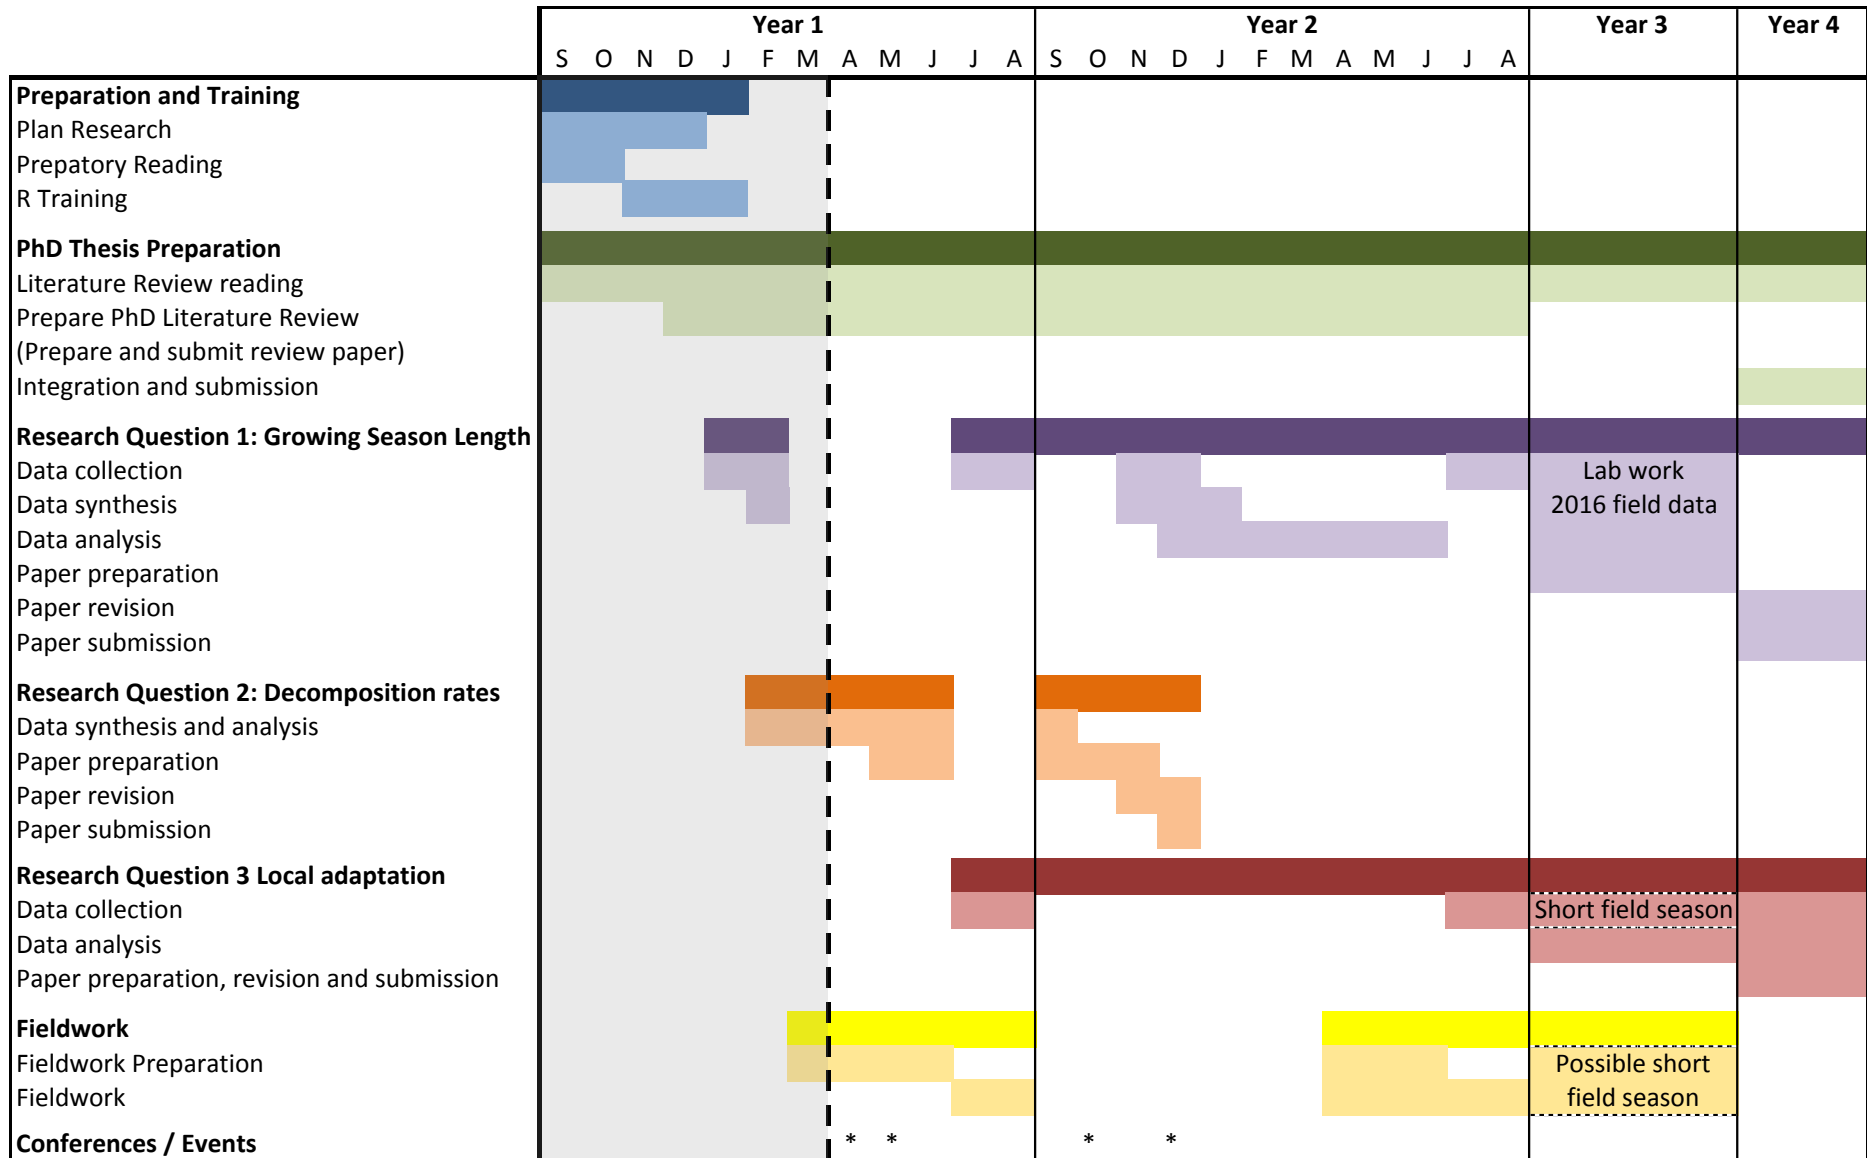 Year 1 Year 2 Year 3 Year 4
S O N D J F M A M J J A S O N D J F M A M J J A
Preparation and Training
Plan Research
Prepatory Reading
R Training
PhD Thesis Preparation
Literature Review reading
Prepare PhD Literature Review
(Prepare and submit review paper)
Integration and submission
Research Question 1: Growing Season Length
Data collection Lab work
Data synthesis 2016 field data
Data analysis
Paper preparation
Paper revision
Paper submission
Research Question 2: Decomposition rates
Data synthesis and analysis
Paper preparation
Paper revision
Paper submission
Research Question 3 Local adaptation
Data collection Short field season
Data analysis
Paper preparation, revision and submission
Fieldwork
Fieldwork Preparation Possible short
Fieldwork field season
Conferences / Events * * * *